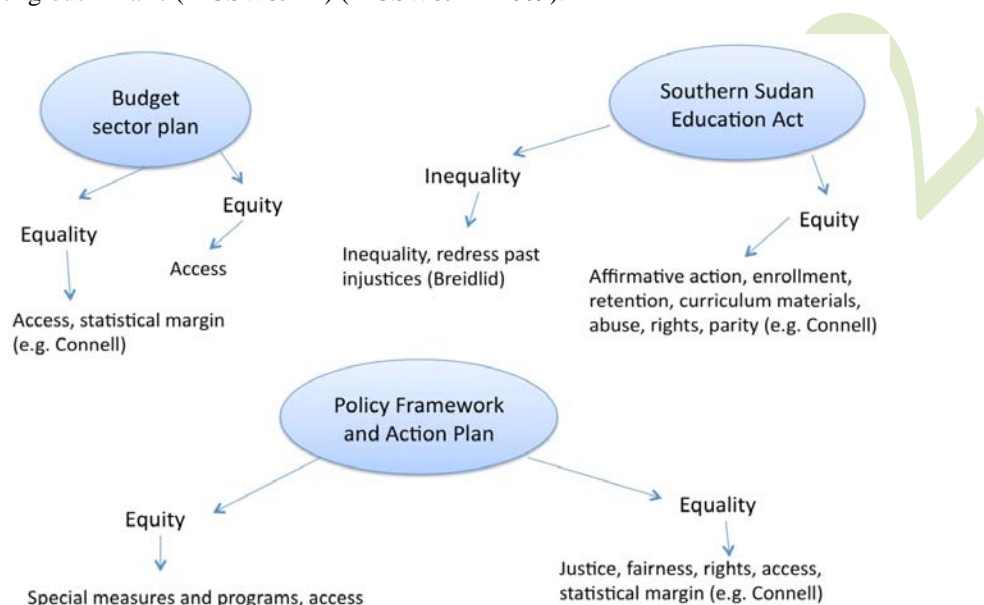 Budget
sector plan
Southern Sudan
Education Act
Inequality
Equity
Equality
Equity
Inequality, redress past
injustices (Breidlid)
Access
Affirmative action, enrollment,
retention, curriculum materials,
abuse, rights, parity (e.g. Connell)
Access, statistical margin
(e.g. Connell)
Policy Framework
and Action Plan
Equity
Equality
Special measures and programs, access
Justice, fairness, rights, access,
statistical margin (e.g. Connell)